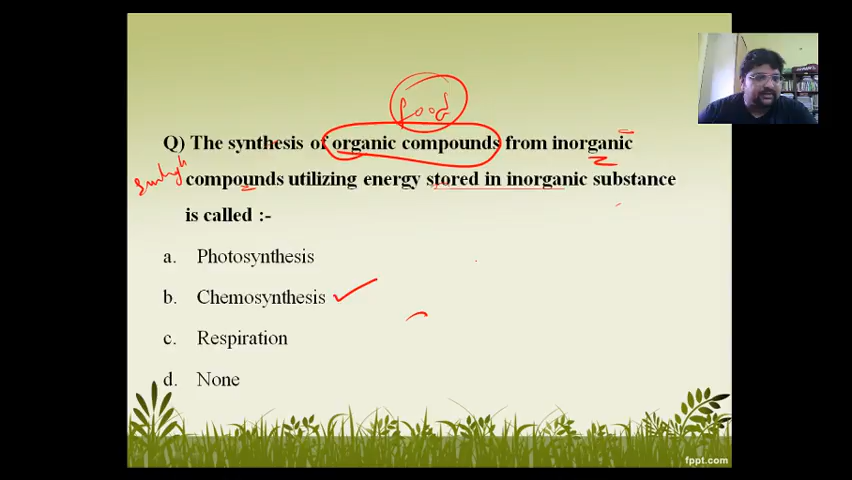 food
Q) The synthesis of organic compounds from inorganic
compounds utilizing energy stored in inorganic substance
is called :-
a. Photosynthesis
b. Chemosynthesis
c. Respiration
d. None
fppt.com